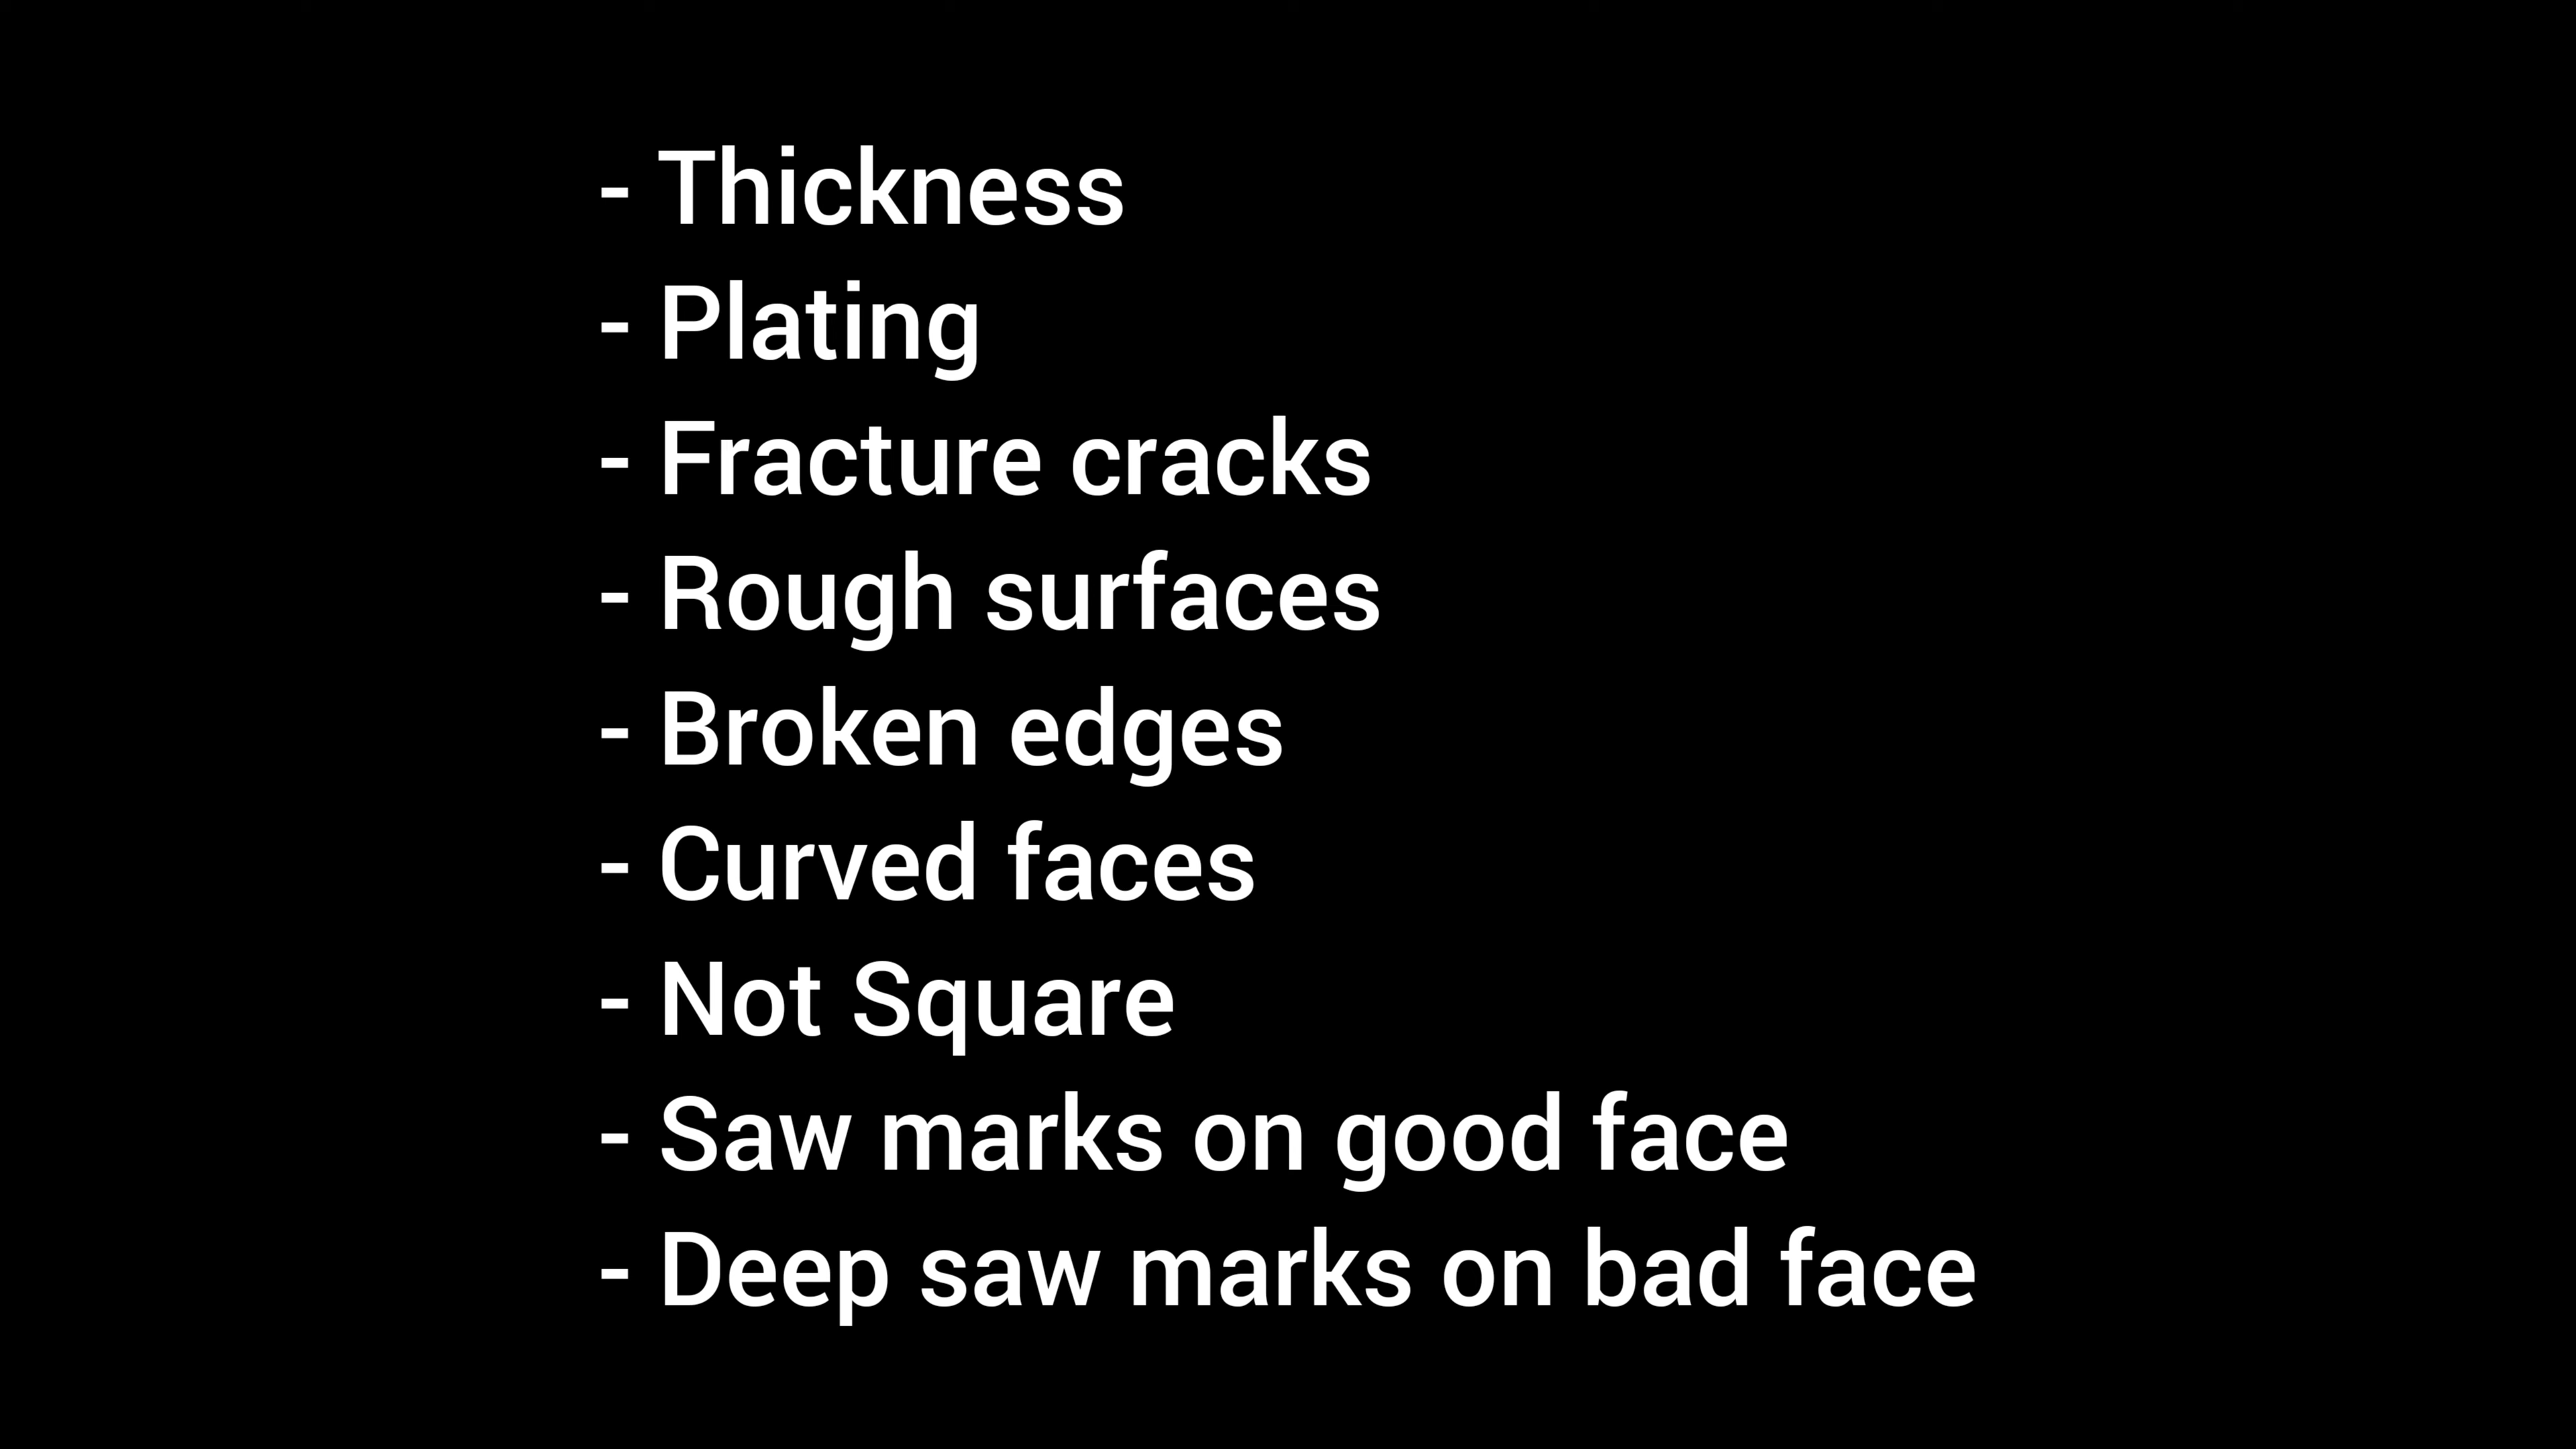 - Thickness
- Plating
- Fracture cracks
- Rough surfaces
- Broken edges
- Curved faces
- Not Square
- Saw marks on good face
- Deep saw marks on bad face